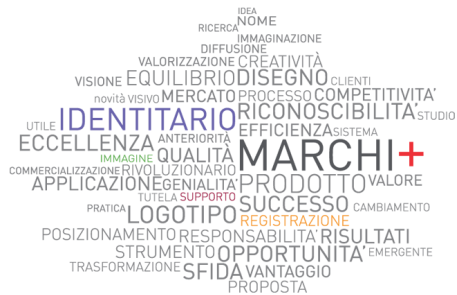 IDEA
NOME
RICERCA
IMMAGINAZIONE
DIFFUSIONE
VALORIZZAZIONE CREATIVITÀ
VISIONE EQUILIBRIO DISEGNO CLIENTI
novità VISIVO MERCATO PROCESSO COMPETITIVITA'
IDENTITARIO RICONOSCIBILITA' STUDIO
UTILE EFFICIENZA SISTEMA
ECCELLENZA ANTERIORITÀ
IMMAGINE QUALITÀ MARCHI+
COMMERCIALIZZAZIONE RIVOLUZIONARIO
APPLICAZIONE GENIALITA' PRODOTTO VALORE
TUTELA SUPPORTO
PRATICA LOGOTIPO SUCCESSO CAMBIAMENTO
REGISTRAZIONE
POSIZIONAMENTO RESPONSABILITA' RISULTATI
STRUMENTO OPPORTUNITA' EMERGENTE
TRASFORMAZIONE SFIDA VANTAGGIO
PROPOSTA